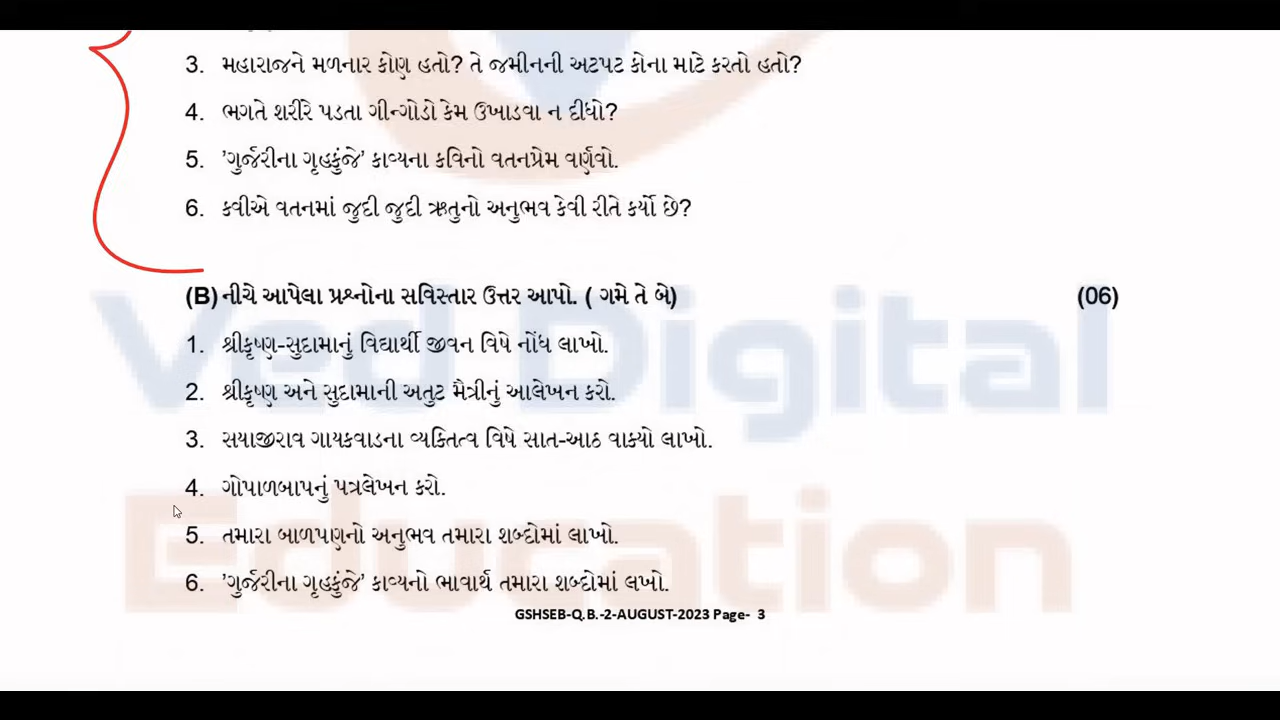 3. મહારાજને મળનાર કોણ હતો? તે જમીનની અટપટ કોના માટે કરતો હતો?
4. ભગતે શરીરે પડતા ગીન્ગોડો કેમ ઉખાડવા ન દીધો?
5. 'ગુર્જરીના ગૃહકુંજે' કાવ્યના કવિનો વતનપ્રેમ વર્ણવો.
6. કવીએ વતનમાં જુદી જુદી ઋતુનો અનુભવ કેવી રીતે કર્યો છે?
(B) નીચે આપેલા પ્રશ્નોના સવિસ્તાર ઉત્તર આપો. ( ગમે તે બે) (06)
1. શ્રીકૃષ્ણ-સુદામાનું વિદ્યાર્થી જીવન વિષે નોંધ લાખો.
2. શ્રીકૃષ્ણ અને સુદામાની અતુટ મૈત્રીનું આલેખન કરો.
3. સયાજીરાવ ગાયકવાડના વ્યક્તિત્વ વિષે સાત-આઠ વાક્યો લાખો.
4. ગોપાળબાપનું પત્રલેખન કરો.
5. તમારા બાળપણનો અનુભવ તમારા શબ્દોમાં લાખો.
6. 'ગુર્જરીના ગૃહકુંજે' કાવ્યનો ભાવાર્થ તમારા શબ્દોમાં લખો.
GSHSEB-Q.B.-2-AUGUST-2023 Page- 3
Ved Digital
Education